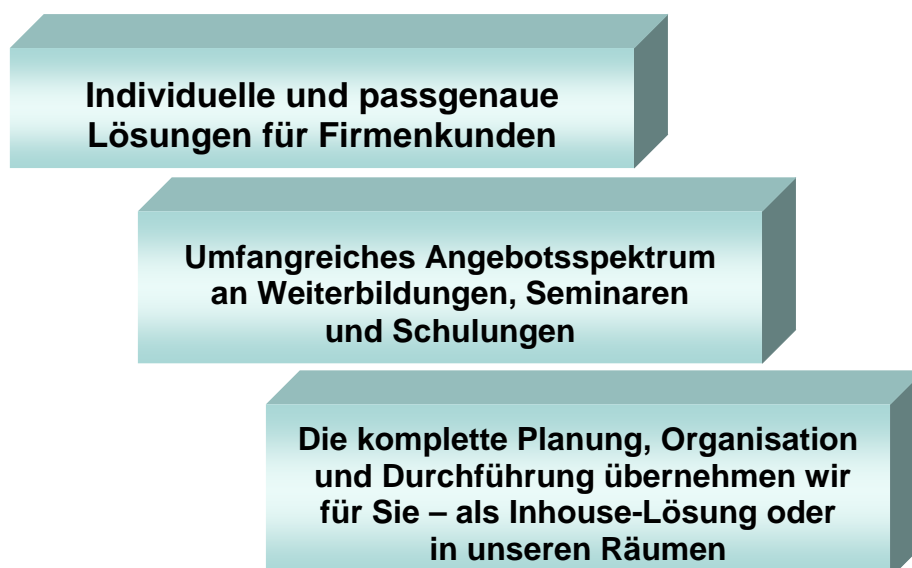 Individuelle und passgenaue
Lösungen für Firmenkunden
Umfangreiches Angebotsspektrum
an Weiterbildungen, Seminaren
und Schulungen
Die komplette Planung, Organisation
und Durchführung übernehmen wir
für Sie – als Inhouse-Lösung oder
in unseren Räumen